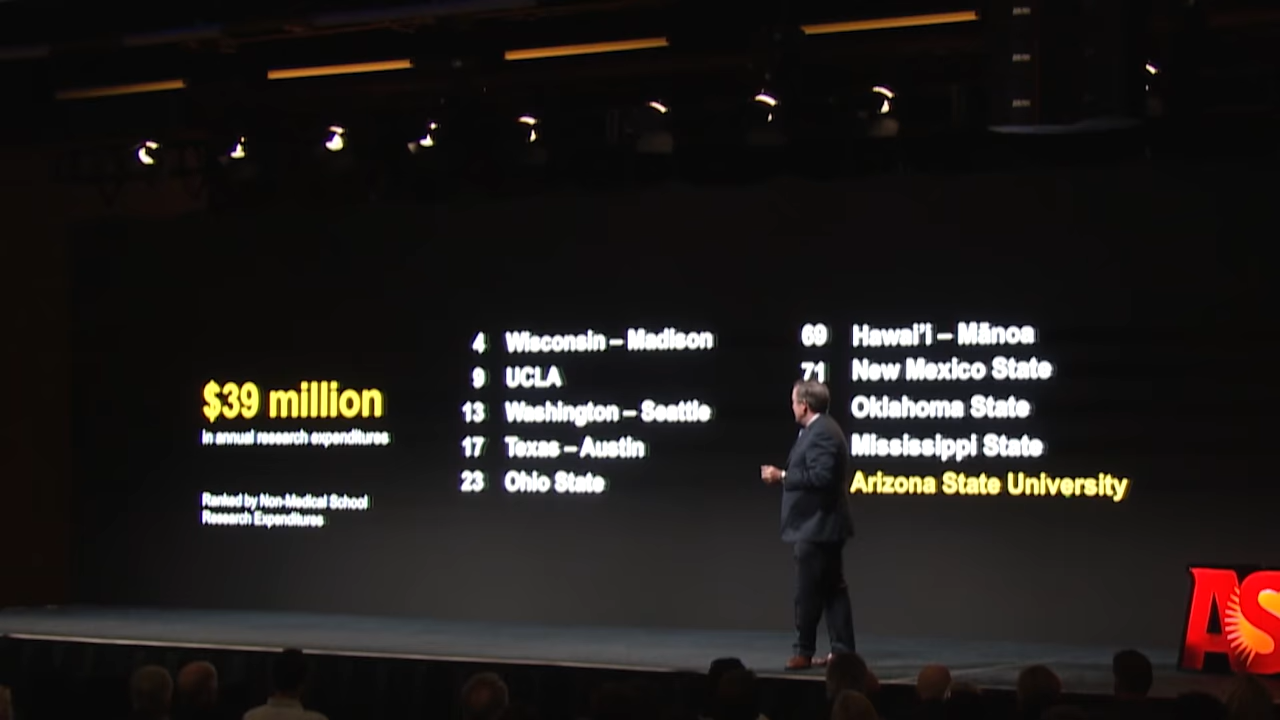 $39 million
in annual research expenditures
Ranked by Non-Medical School
Research Expenditures
4 Wisconsin – Madison
9 UCLA
13 Washington – Seattle
17 Texas – Austin
23 Ohio State
69 Hawai'i – Mānoa
71 New Mexico State
Oklahoma State
Mississippi State
Arizona State University
AS